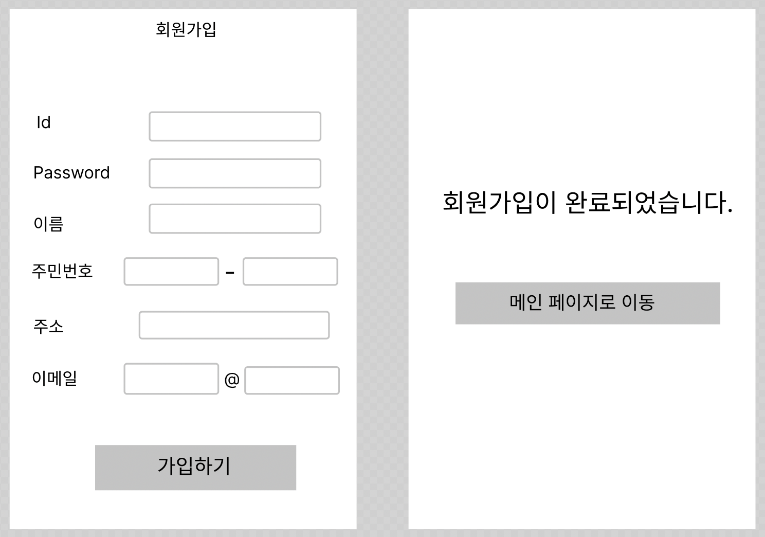 회원가입
Id
Password
이름
주민번호 -
주소
이메일 @
가입하기
회원가입이 완료되었습니다.
메인 페이지로 이동